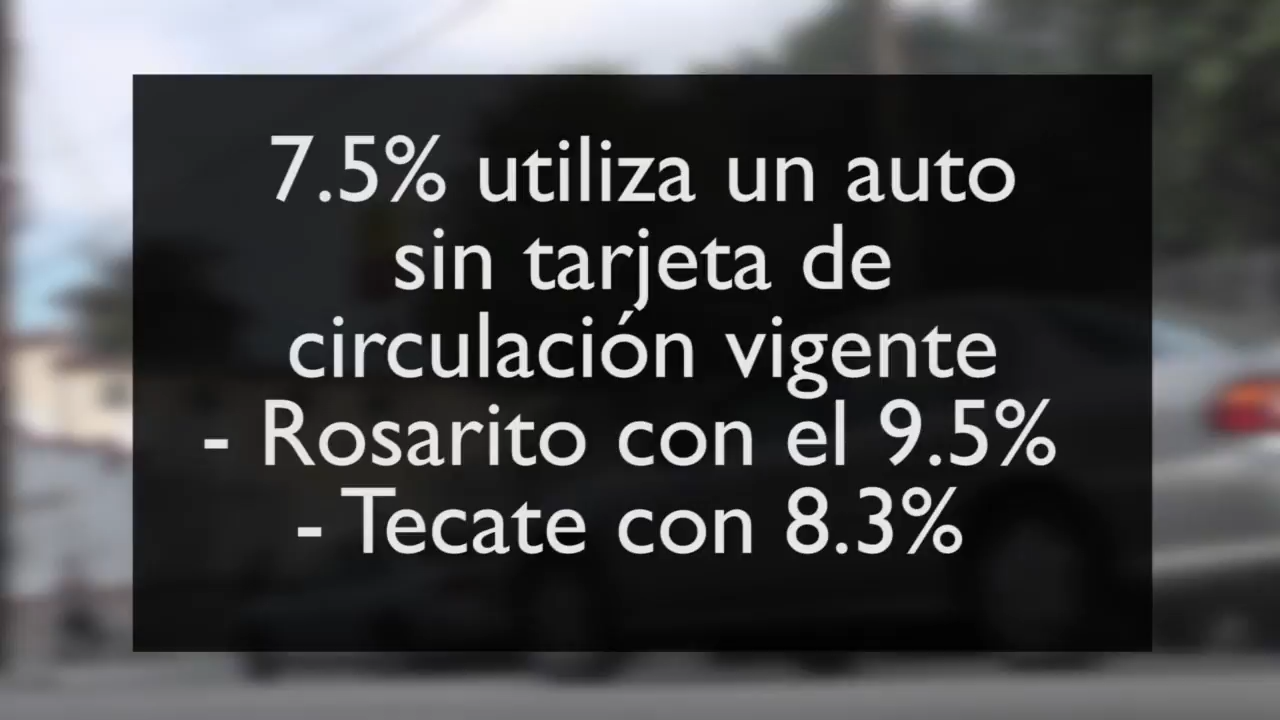 7.5% utiliza un auto
sin tarjeta de
circulación vigente
- Rosarito con el 9.5%
- Tecate con 8.3%